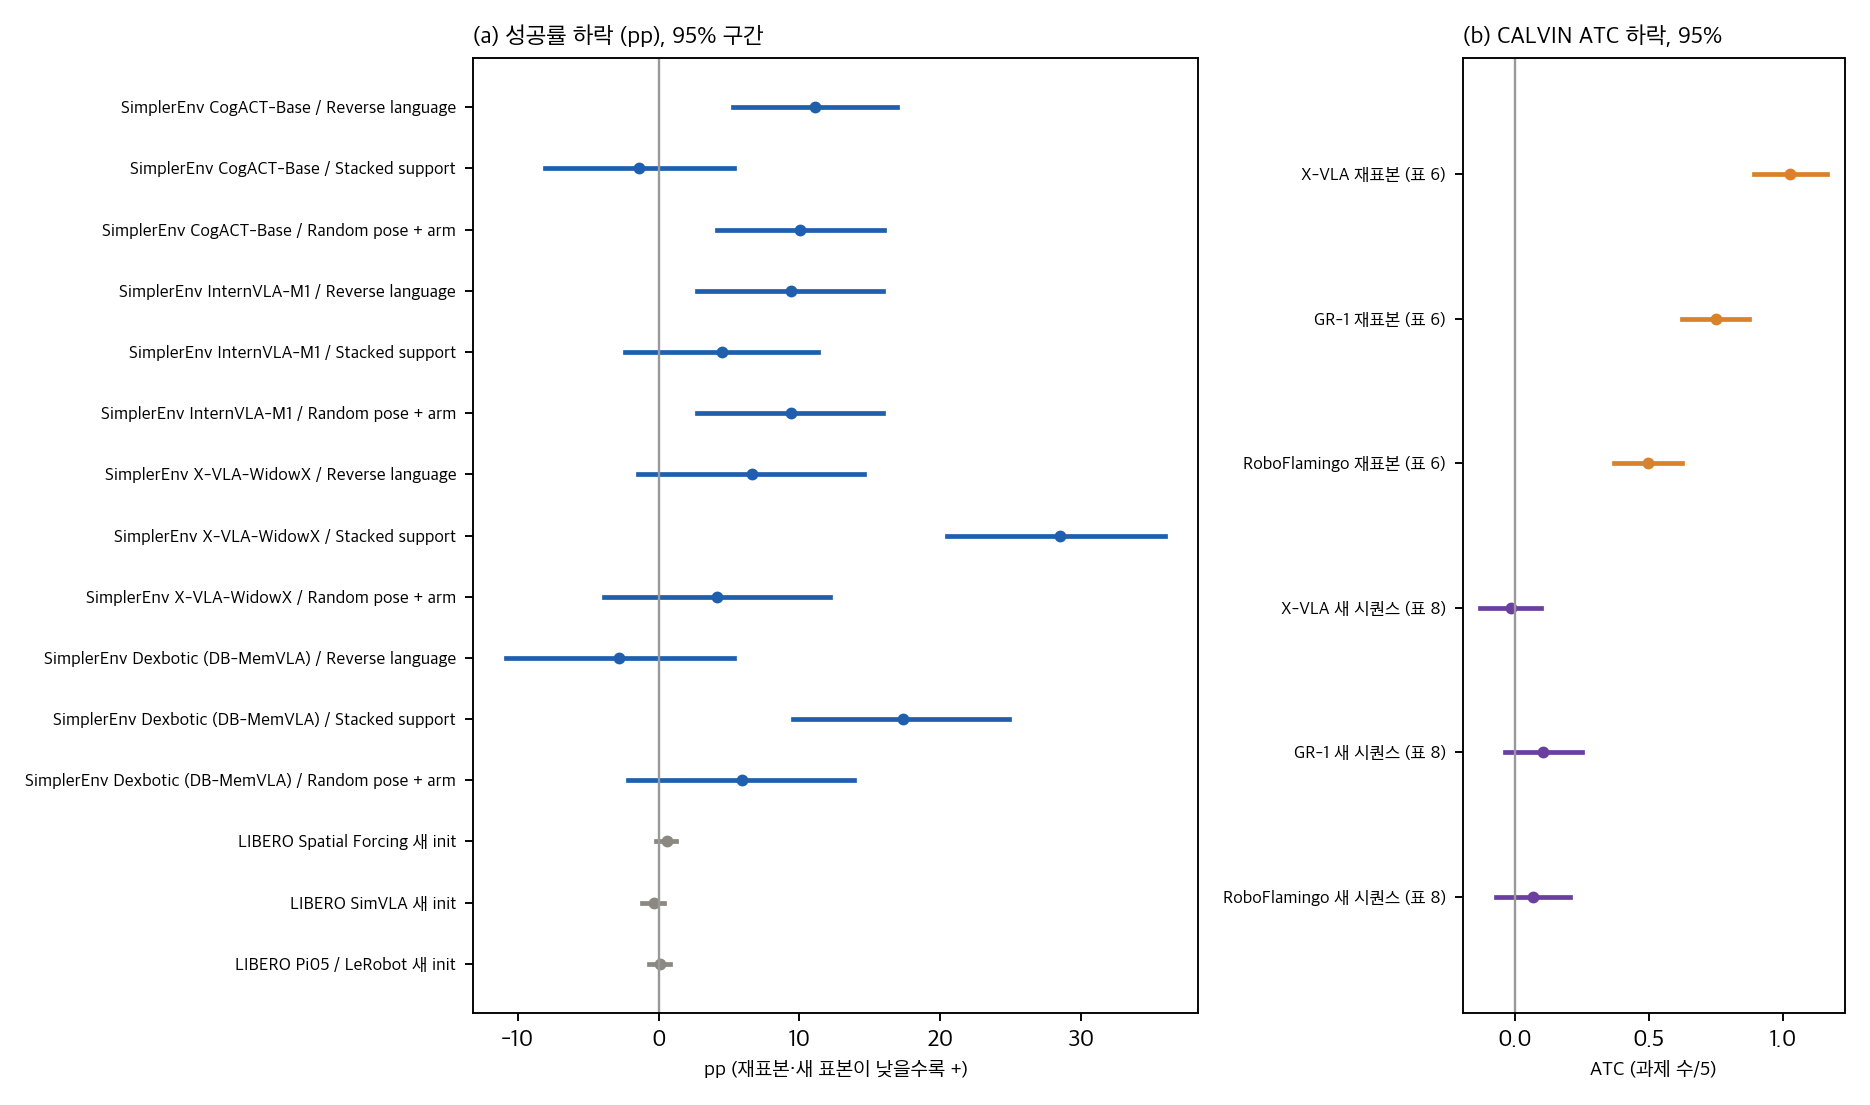 (a) 성공률 하락 (pp), 95% 구간
SimplerEnv CogACT-Base / Reverse language
SimplerEnv CogACT-Base / Stacked support
SimplerEnv CogACT-Base / Random pose + arm
SimplerEnv InternVLA-M1 / Reverse language
SimplerEnv InternVLA-M1 / Stacked support
SimplerEnv InternVLA-M1 / Random pose + arm
SimplerEnv X-VLA-WidowX / Reverse language
SimplerEnv X-VLA-WidowX / Stacked support
SimplerEnv X-VLA-WidowX / Random pose + arm
SimplerEnv Dexbotic (DB-MemVLA) / Reverse language
SimplerEnv Dexbotic (DB-MemVLA) / Stacked support
SimplerEnv Dexbotic (DB-MemVLA) / Random pose + arm
LIBERO Spatial Forcing 새 init
LIBERO SimVLA 새 init
LIBERO Pi05 / LeRobot 새 init
-10 0 10 20 30
pp (재표본·새 표본이 낮을수록 +)
(b) CALVIN ATC 하락, 95%
X-VLA 재표본 (표 6)
GR-1 재표본 (표 6)
RoboFlamingo 재표본 (표 6)
X-VLA 새 시퀀스 (표 8)
GR-1 새 시퀀스 (표 8)
RoboFlamingo 새 시퀀스 (표 8)
0.0 0.5 1.0
ATC (과제 수/5)